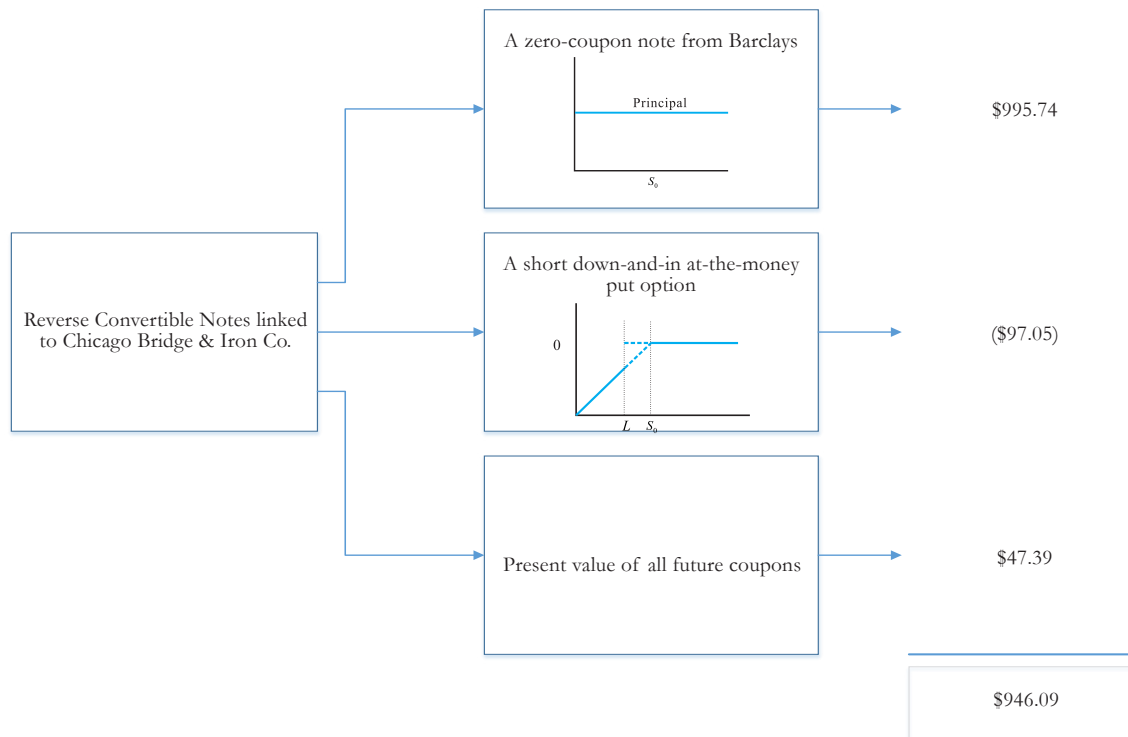 A zero-coupon note from Barclays
Principal
S₀
$995.74
Reverse Convertible Notes linked
to Chicago Bridge & Iron Co.
A short down-and-in at-the-money
put option
0
L S₀
($97.05)
Present value of all future coupons
$47.39
$946.09